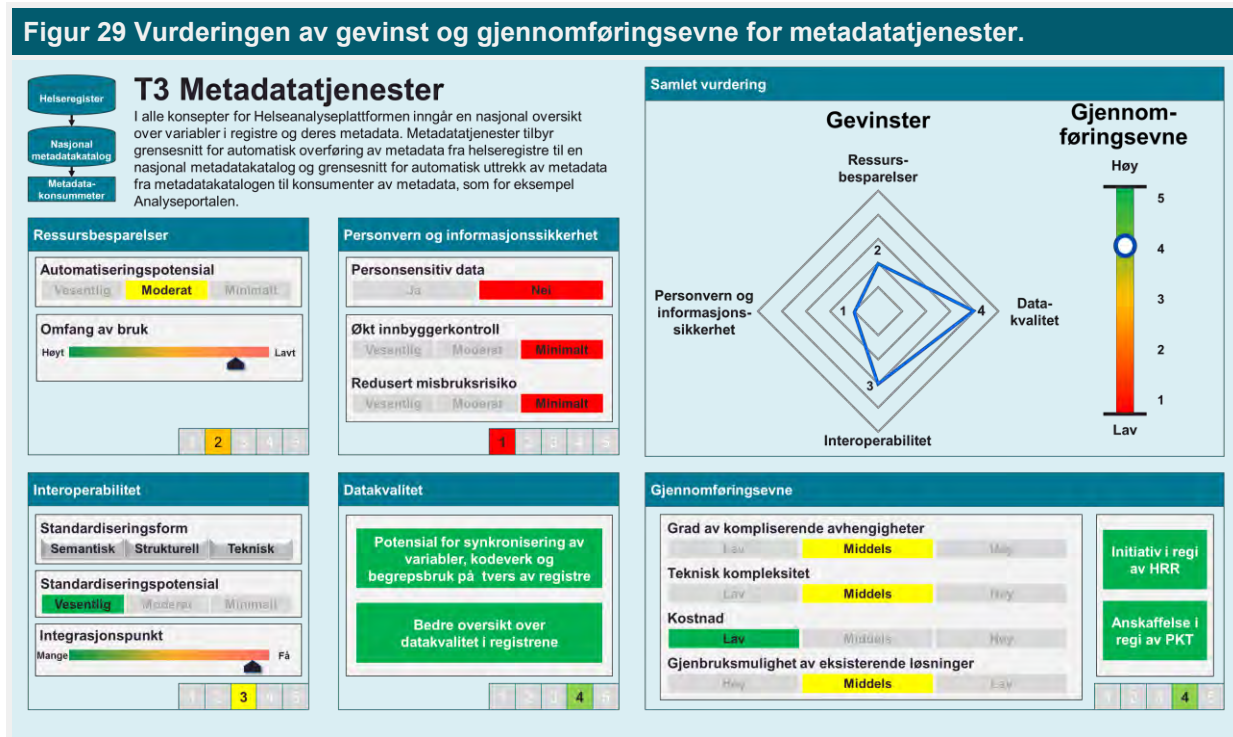 Figur 29 Vurderingen av gevinst og gjennomføringsevne for metadatatjenester.
Helseregister
Nasjonal
metadatakatalog
Metadata-
konsummeter
T3 Metadatatjenester
I alle konsepter for Helseanalyseplattformen inngår en nasjonal oversikt
over variabler i registre og deres metadata. Metadatatjenester tilbyr
grensesnitt for automatisk overføring av metadata fra helseregistre til en
nasjonal metadatakatalog og grensesnitt for automatisk uttrekk av metadata
fra metadatakatalogen til konsumenter av metadata, som for eksempel
Analyseportalen.
Ressursbesparelser
Automatiseringspotensial
Vesentlig Moderat Minimalt
Omfang av bruk
Høyt Lavt
1 2 3 4 5
Personvern og informasjonssikkerhet
Personsensitiv data
Ja Nei
Økt innbyggerkontroll
Vesentlig Moderat Minimalt
Redusert misbruksrisiko
Vesentlig Moderat Minimalt
1 2 3 4 5
Samlet vurdering
Gevinster
Ressurs-
besparelser
2
Personvern og
informasjons-
sikkerhet
1
4
Data-
kvalitet
3
Interoperabilitet
Gjennom-
føringsevne
Høy
5
4
3
2
1
Lav
Interoperabilitet
Standardiseringsform
Semantisk Strukturell Teknisk
Standardiseringspotensial
Vesentlig Moderat Minimalt
Integrasjonspunkt
Mange Få
1 2 3 4 5
Datakvalitet
Potensial for synkronisering av
variabler, kodeverk og
begrepsbruk på tvers av registre
Bedre oversikt over
datakvalitet i registrene
1 2 3 4 5
Gjennomføringsevne
Grad av kompliserende avhengigheter
Lav Middels Høy
Teknisk kompleksitet
Lav Middels Høy
Kostnad
Lav Middels Høy
Gjenbruksmulighet av eksisterende løsninger
Høy Middels Lav
Initiativ i regi
av HRR
Anskaffelse i
regi av PKT
1 2 3 4 5